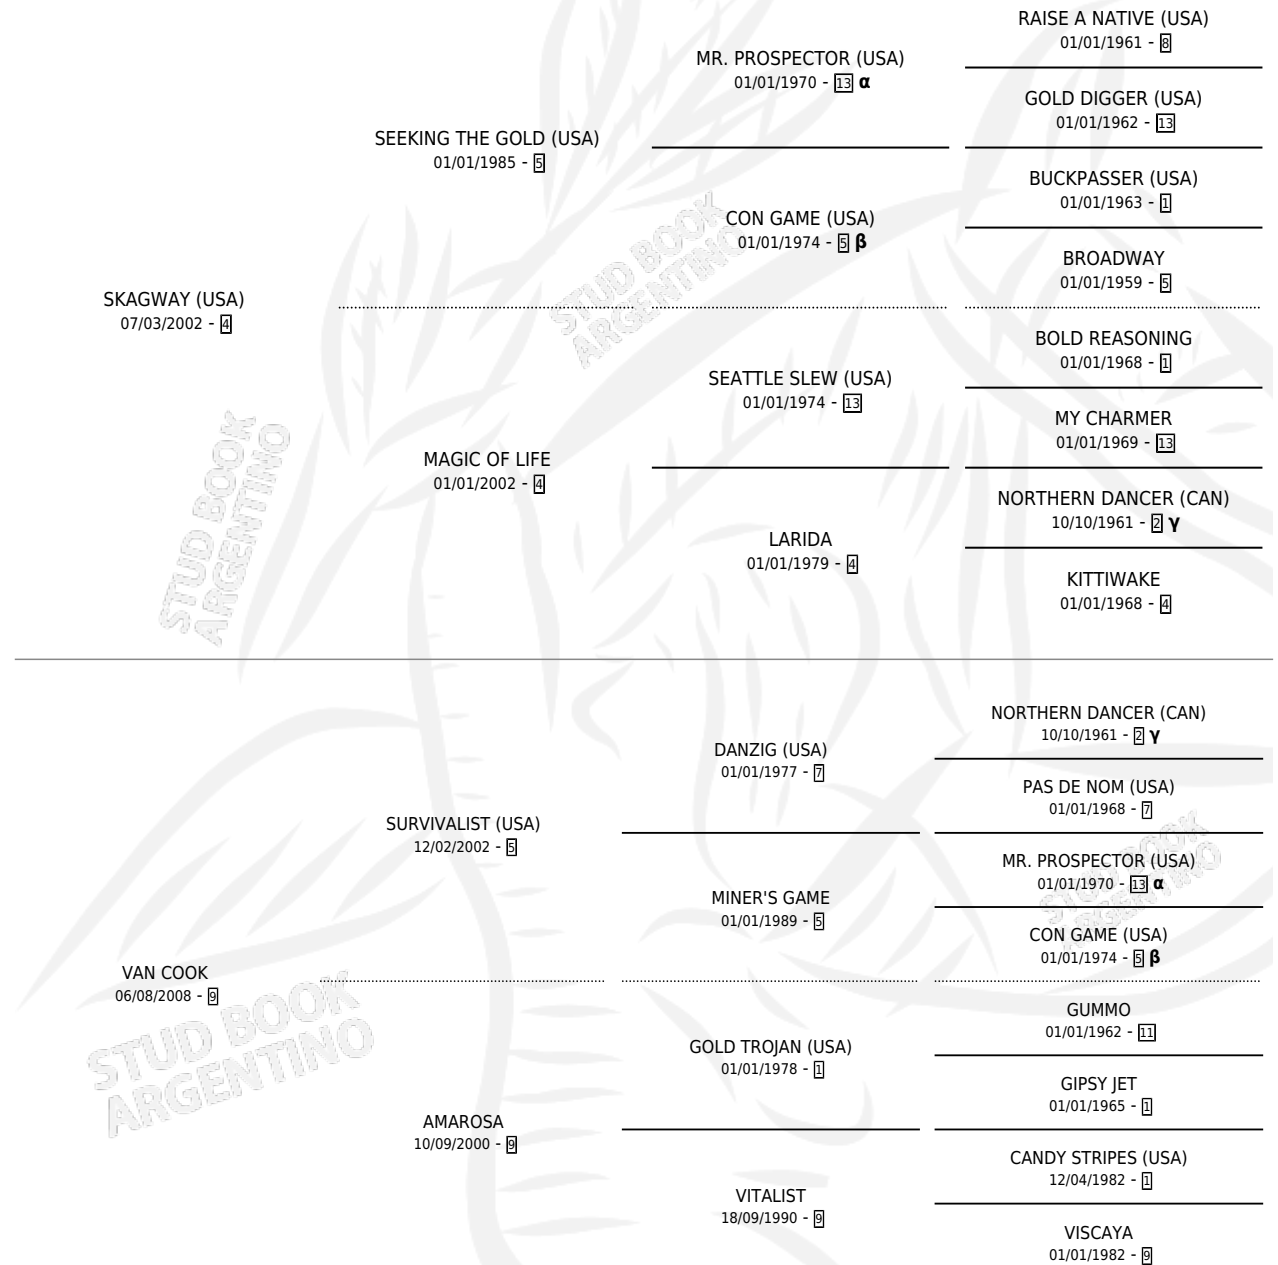 RAISE A NATIVE (USA)
01/01/1961 - 8
MR. PROSPECTOR (USA)
01/01/1970 - 13 α
GOLD DIGGER (USA)
01/01/1962 - 13
SEEKING THE GOLD (USA)
01/01/1985 - 5
BUCKPASSER (USA)
01/01/1963 - 1
CON GAME (USA)
01/01/1974 - 5 β
BROADWAY
01/01/1959 - 5
SKAGWAY (USA)
07/03/2002 - 4
BOLD REASONING
01/01/1968 - 1
SEATTLE SLEW (USA)
01/01/1974 - 13
MY CHARMER
01/01/1969 - 13
MAGIC OF LIFE
01/01/2002 - 4
NORTHERN DANCER (CAN)
10/10/1961 - 2 γ
LARIDA
01/01/1979 - 4
KITTIWAKE
01/01/1968 - 4
NORTHERN DANCER (CAN)
10/10/1961 - 2 γ
DANZIG (USA)
01/01/1977 - 7
PAS DE NOM (USA)
01/01/1968 - 7
SURVIVALIST (USA)
12/02/2002 - 5
MR. PROSPECTOR (USA)
01/01/1970 - 13 α
MINER'S GAME
01/01/1989 - 5
CON GAME (USA)
01/01/1974 - 5 β
VAN COOK
06/08/2008 - 9
GUMMO
01/01/1962 - 11
GOLD TROJAN (USA)
01/01/1978 - 1
GIPSY JET
01/01/1965 - 1
AMAROSA
10/09/2000 - 9
CANDY STRIPES (USA)
12/04/1982 - 1
VITALIST
18/09/1990 - 9
VISCAYA
01/01/1982 - 9
STUD BOOK
ARGENTINO
STUD BOOK
ARGENTINO
STUD BOOK
ARGENTINO
STUD BOOK
ARGENTINO